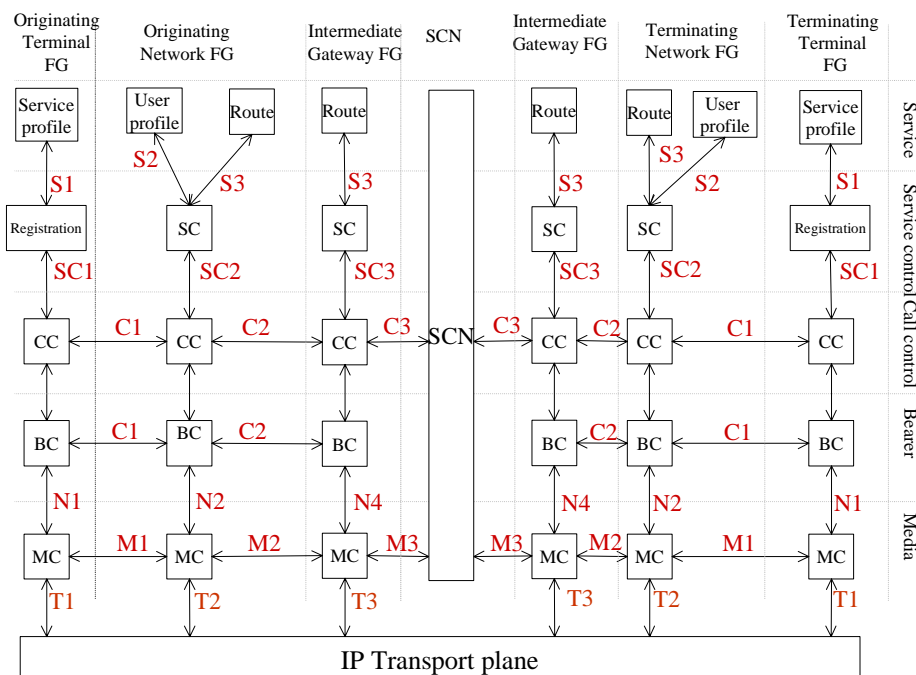 Originating
Terminal
FG
Originating
Network FG
Intermediate
Gateway FG
SCN
Intermediate
Gateway FG
Terminating
Network FG
Terminating
Terminal
FG
Service
profile
User
profile
Route
Route
Route
Route
User
profile
Service
profile
Service
S1
S2
S3
S3
S3
S3
S2
S1
Registration
SC
SC
SC
SC
Registration
Service control
SC1
SC2
SC3
SC3
SC2
SC1
CC
C1
CC
C2
CC
C3
SCN
C3
CC
C2
CC
C1
CC
Call control
BC
C1
BC
C2
BC
BC
C2
BC
C1
BC
Bearer
N1
N2
N4
N4
N2
N1
MC
M1
MC
M2
MC
M3
M3
MC
M2
MC
M1
MC
Media
T1
T2
T3
T3
T2
T1
IP Transport plane